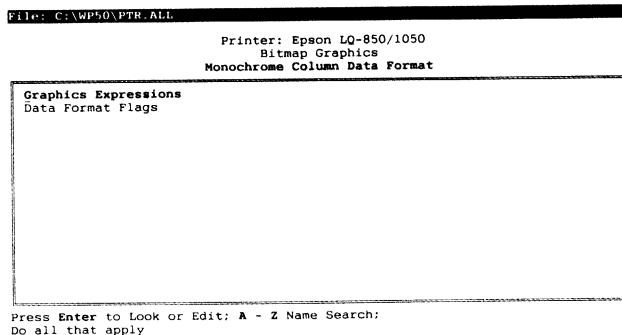 File: C:\WP50\PTR.ALL
Printer: Epson LQ-850/1050
Bitmap Graphics
Monochrome Column Data Format
Graphics Expressions
Data Format Flags
Press Enter to Look or Edit; A - Z Name Search;
Do all that apply